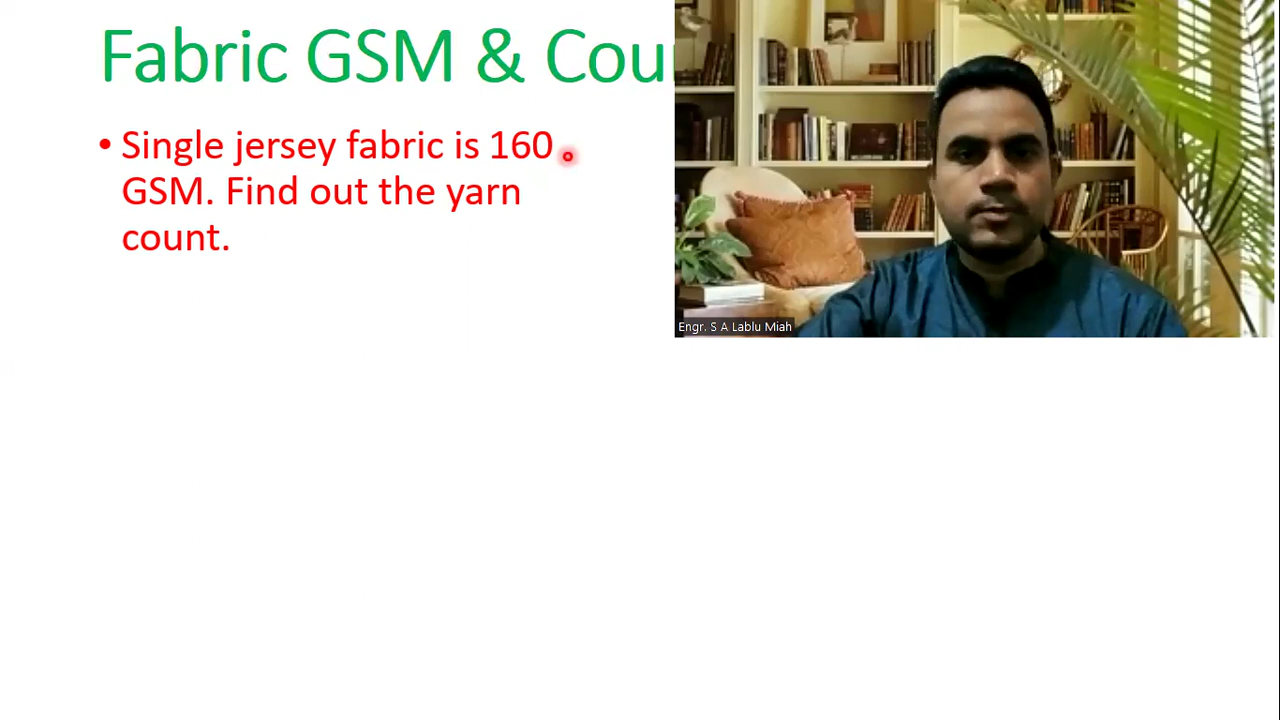 Fabric GSM & Cou
• Single jersey fabric is 160
GSM. Find out the yarn
count.
Engr. S A Lablu Miah